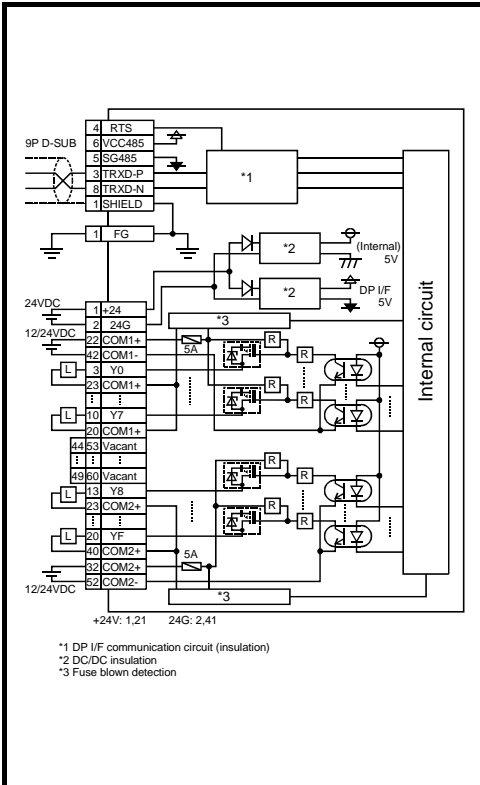 9P D-SUB
4 RTS
6 VCC485
5 SG485
3 TRXD-P
8 TRXD-N
1 SHIELD
1 FG
*1
*2
(Internal)
5V
*2
DP I/F
5V
24VDC
12/24VDC
1 +24
2 24G
22 COM1+
42 COM1-
L 3 Y0
23 COM1+
L 10 Y7
20 COM1+
44 53 Vacant
49 60 Vacant
L 13 Y8
23 COM2+
L 20 YF
40 COM2+
32 COM2+
52 COM2-
12/24VDC
*3
5A
R
R
R
R
R
R
R
R
5A
*3
Internal circuit
+24V: 1,21 24G: 2,41
*1 DP I/F communication circuit (insulation)
*2 DC/DC insulation
*3 Fuse blown detection